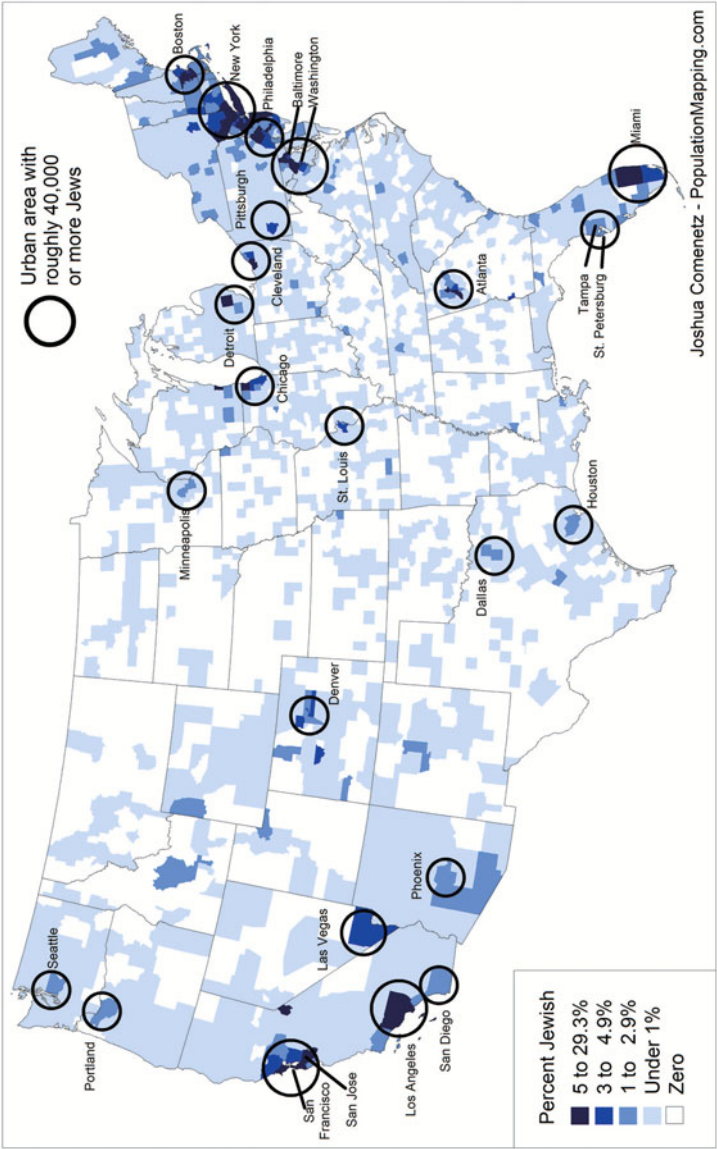 Urban area with
roughly 40,000
or more Jews
Seattle
Portland
San
Francisco
San Jose
Los Angeles
San Diego
Las Vegas
Phoenix
Denver
Minneapolis
Dallas
Houston
St. Louis
Chicago
Detroit
Cleveland
Pittsburgh
Atlanta
Boston
New York
Philadelphia
Baltimore
Washington
Tampa
St. Petersburg
Miami
Percent Jewish
5 to 29.3%
3 to 4.9%
1 to 2.9%
Under 1%
Zero
Joshua Comenetz - PopulationMapping.com